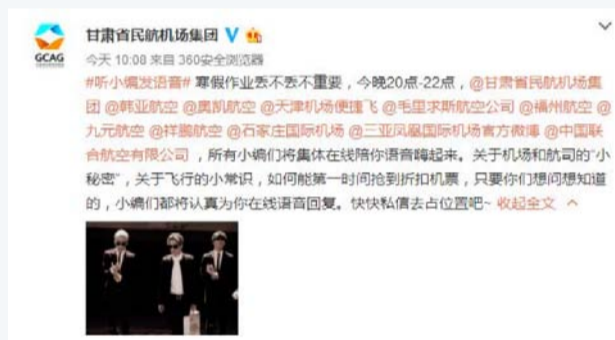 甘肃省民航机场集团
GCAG
今天 10:08 来自 360安全浏览器
#听小编发语音# 寒假作业丢不丢不重要，今晚20点-22点，@甘肃省民航机场集
团 @韩亚航空 @奥凯航空 @天津机场便捷飞 @毛里求斯航空公司 @福州航空 @
九元航空 @祥鹏航空 @石家庄国际机场 @三亚凤凰国际机场官方微博 @中国联
合航空有限公司 ，所有小编们将集体在线陪你语音嗨起来。关于机场和航司的“小
秘密”，关于飞行的小常识，如何能第一时间抢到折扣机票，只要你们想问想知道
的，小编们都将认真为你在线语音回复。快快私信去占位置吧~ 收起全文